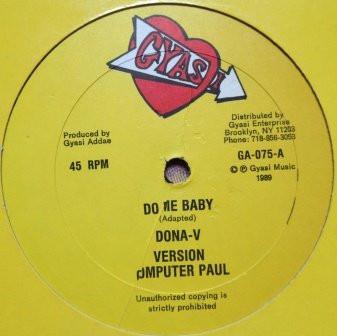 GYASI
Produced by
Gyasi Addae
45 RPM
Distributed by
Gyasi Enterprise
Brooklyn, NY 11203
Phone: 718-856-3053
GA-075-A
© ℗ Gyasi Music
1989
DO ME BABY
(Adapted)
DONA-V
VERSION
OMPUTER PAUL
Unauthorized copying is
strictly prohibited